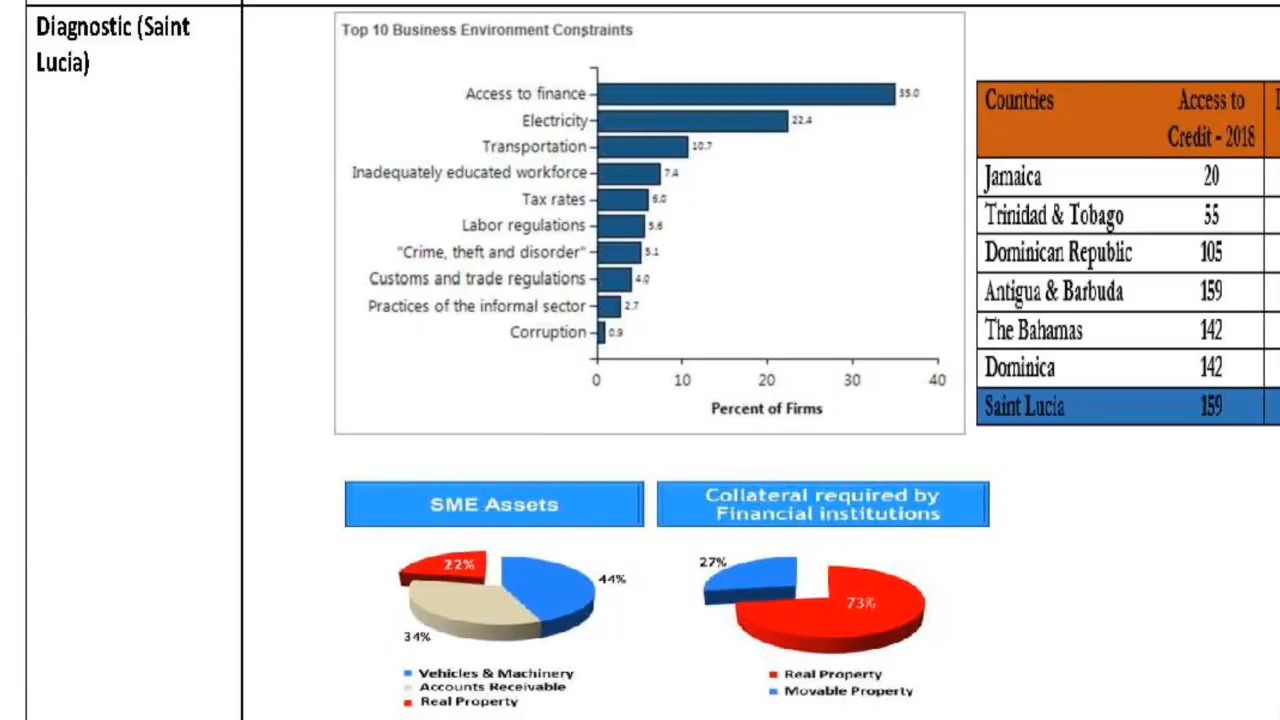 Diagnostic (Saint
Lucia)
Top 10 Business Environment Constraints
Access to finance 35.0
Electricity 22.4
Transportation 10.7
Inadequately educated workforce 7.4
Tax rates 6.0
Labor regulations 5.6
"Crime, theft and disorder" 5.1
Customs and trade regulations 4.0
Practices of the informal sector 2.7
Corruption 0.9
0 10 20 30 40
Percent of Firms
Countries Access to
Credit - 2018
Jamaica 20
Trinidad & Tobago 55
Dominican Republic 105
Antigua & Barbuda 159
The Bahamas 142
Dominica 142
Saint Lucia 159
SME Assets
22%
44%
34%
Vehicles & Machinery
Accounts Receivable
Real Property
Collateral required by
Financial institutions
27%
73%
Real Property
Movable Property